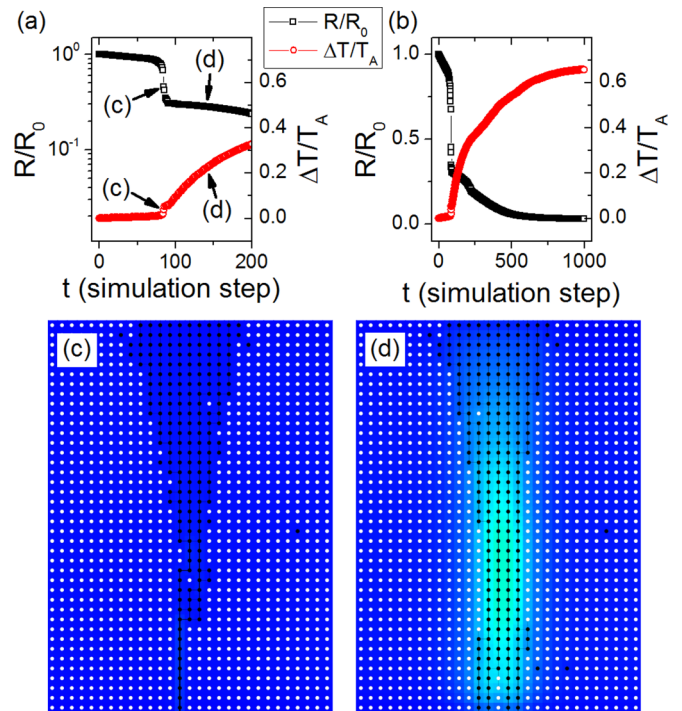 (a)
R/R0
ΔT/TA
(b)
10^0
10^-1
R/R0
(c)
(d)
(c)
(d)
0.6
0.4
0.2
0.0
ΔT/TA
0 100 200
t (simulation step)
1.0
0.5
0.0
R/R0
0.6
0.4
0.2
0.0
ΔT/TA
0 500 1000
t (simulation step)
(c)
(d)